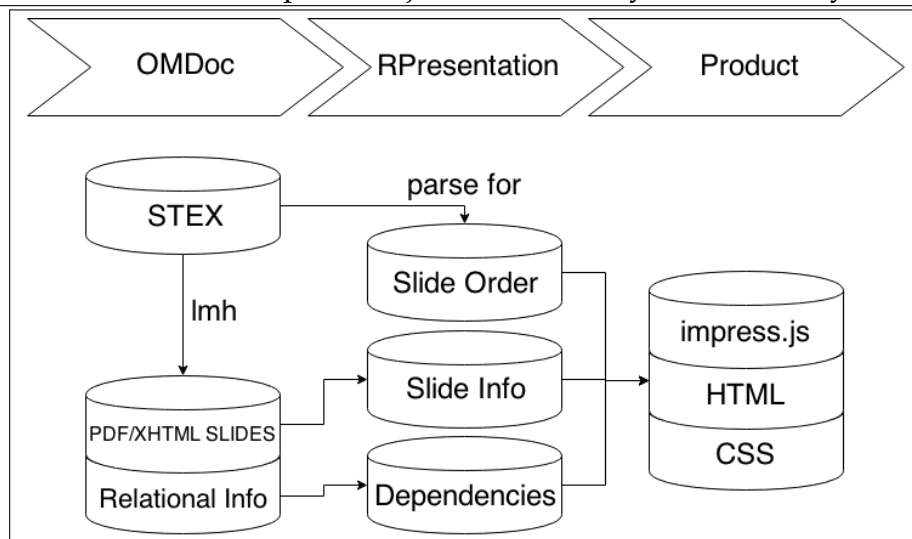 OMDoc
RPresentation
Product
parse for
STEX
Slide Order
lmh
impress.js
Slide Info
HTML
PDF/XHTML SLIDES
CSS
Relational Info
Dependencies